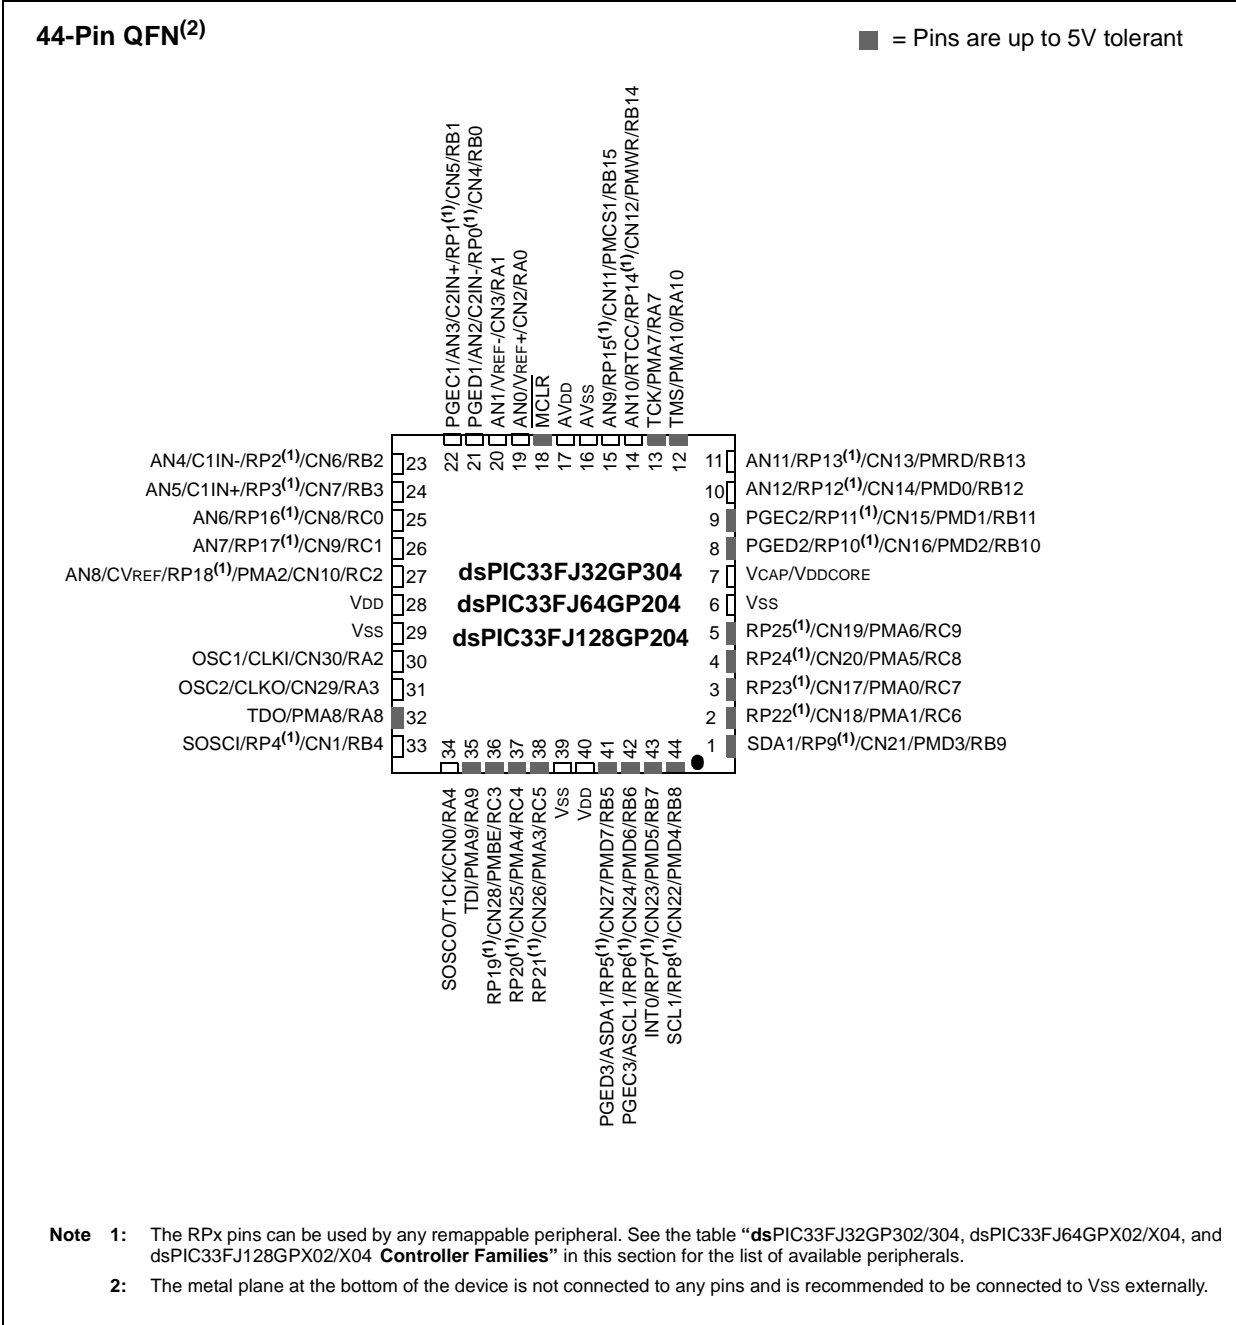 44-Pin QFN(2)
= Pins are up to 5V tolerant
PGEC1/AN3/C2IN+/RP1(1)/CN5/RB1
PGED1/AN2/C2IN-/RP0(1)/CN4/RB0
AN1/VREF-/CN3/RA1
AN0/VREF+/CN2/RA0
MCLR
AVDD
AVSS
AN9/RP15(1)/CN11/PMCS1/RB15
AN10/RTCC/RP14(1)/CN12/PMWR/RB14
TCK/PMA7/RA7
TMS/PMA10/RA10
22 21 20 19 18 17 16 15 14 13 12
AN4/C1IN-/RP2(1)/CN6/RB2 23
AN5/C1IN+/RP3(1)/CN7/RB3 24
AN6/RP16(1)/CN8/RC0 25
AN7/RP17(1)/CN9/RC1 26
AN8/CVREF/RP18(1)/PMA2/CN10/RC2 27
VDD 28
VSS 29
OSC1/CLKI/CN30/RA2 30
OSC2/CLKO/CN29/RA3 31
TDO/PMA8/RA8 32
SOSCI/RP4(1)/CN1/RB4 33
dsPIC33FJ32GP304
dsPIC33FJ64GP204
dsPIC33FJ128GP204
11 AN11/RP13(1)/CN13/PMRD/RB13
10 AN12/RP12(1)/CN14/PMD0/RB12
9 PGEC2/RP11(1)/CN15/PMD1/RB11
8 PGED2/RP10(1)/CN16/PMD2/RB10
7 VCAP/VDDCORE
6 VSS
5 RP25(1)/CN19/PMA6/RC9
4 RP24(1)/CN20/PMA5/RC8
3 RP23(1)/CN17/PMA0/RC7
2 RP22(1)/CN18/PMA1/RC6
1 SDA1/RP9(1)/CN21/PMD3/RB9
34 35 36 37 38 39 40 41 42 43 44
SOSCO/T1CK/CN0/RA4
TDI/PMA9/RA9
RP19(1)/CN28/PMBE/RC3
RP20(1)/CN25/PMA4/RC4
RP21(1)/CN26/PMA3/RC5
VSS
VDD
PGED3/ASDA1/RP5(1)/CN27/PMD7/RB5
PGEC3/ASCL1/RP6(1)/CN24/PMD6/RB6
INT0/RP7(1)/CN23/PMD5/RB7
SCL1/RP8(1)/CN22/PMD4/RB8
Note 1: The RPx pins can be used by any remappable peripheral. See the table “dsPIC33FJ32GP302/304, dsPIC33FJ64GPX02/X04, and
dsPIC33FJ128GPX02/X04 Controller Families” in this section for the list of available peripherals.
2: The metal plane at the bottom of the device is not connected to any pins and is recommended to be connected to VSS externally.